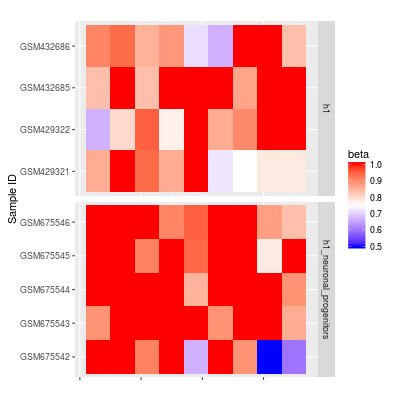 GSM432686
GSM432685
GSM429322
GSM429321
h1
GSM675546
GSM675545
GSM675544
GSM675543
GSM675542
h1_neuronal_progenitors
Sample ID
beta
1.0
0.9
0.8
0.7
0.6
0.5